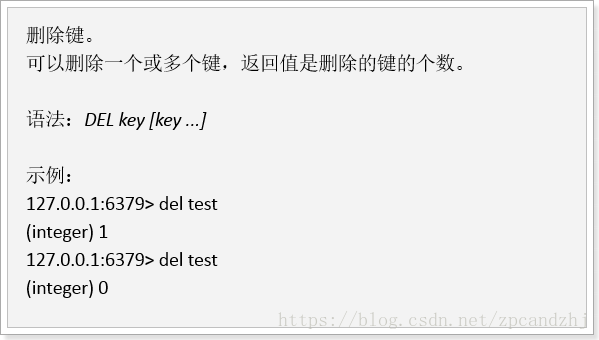 删除键。
可以删除一个或多个键，返回值是删除的键的个数。
语法：DEL key [key ...]
示例：
127.0.0.1:6379> del test
(integer) 1
127.0.0.1:6379> del test
(integer) 0
https://blog.csdn.net/zpcandzhj